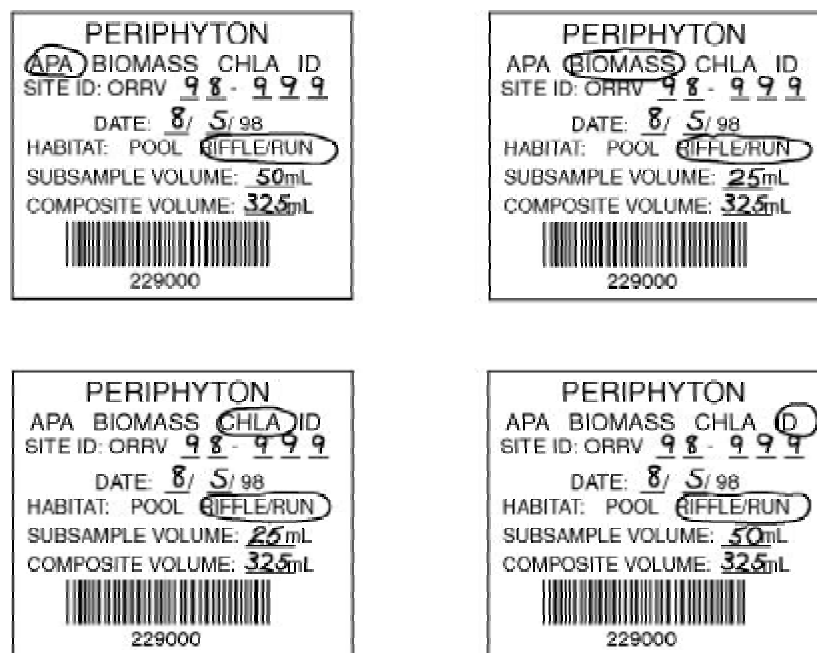 PERIPHYTON
APA BIOMASS CHLA ID
SITE ID: ORRV 98 - 999
DATE: 8/ 5/ 98
HABITAT: POOL RIFFLE/RUN
SUBSAMPLE VOLUME: 50mL
COMPOSITE VOLUME: 325mL
229000
PERIPHYTON
APA BIOMASS CHLA ID
SITE ID: ORRV 98 - 999
DATE: 8/ 5/ 98
HABITAT: POOL RIFFLE/RUN
SUBSAMPLE VOLUME: 25mL
COMPOSITE VOLUME: 325mL
229000
PERIPHYTON
APA BIOMASS CHLA ID
SITE ID: ORRV 98 - 999
DATE: 8/ 5/ 98
HABITAT: POOL RIFFLE/RUN
SUBSAMPLE VOLUME: 25mL
COMPOSITE VOLUME: 325mL
229000
PERIPHYTON
APA BIOMASS CHLA ID
SITE ID: ORRV 98 - 999
DATE: 8/ 5/ 98
HABITAT: POOL RIFFLE/RUN
SUBSAMPLE VOLUME: 50mL
COMPOSITE VOLUME: 325mL
229000